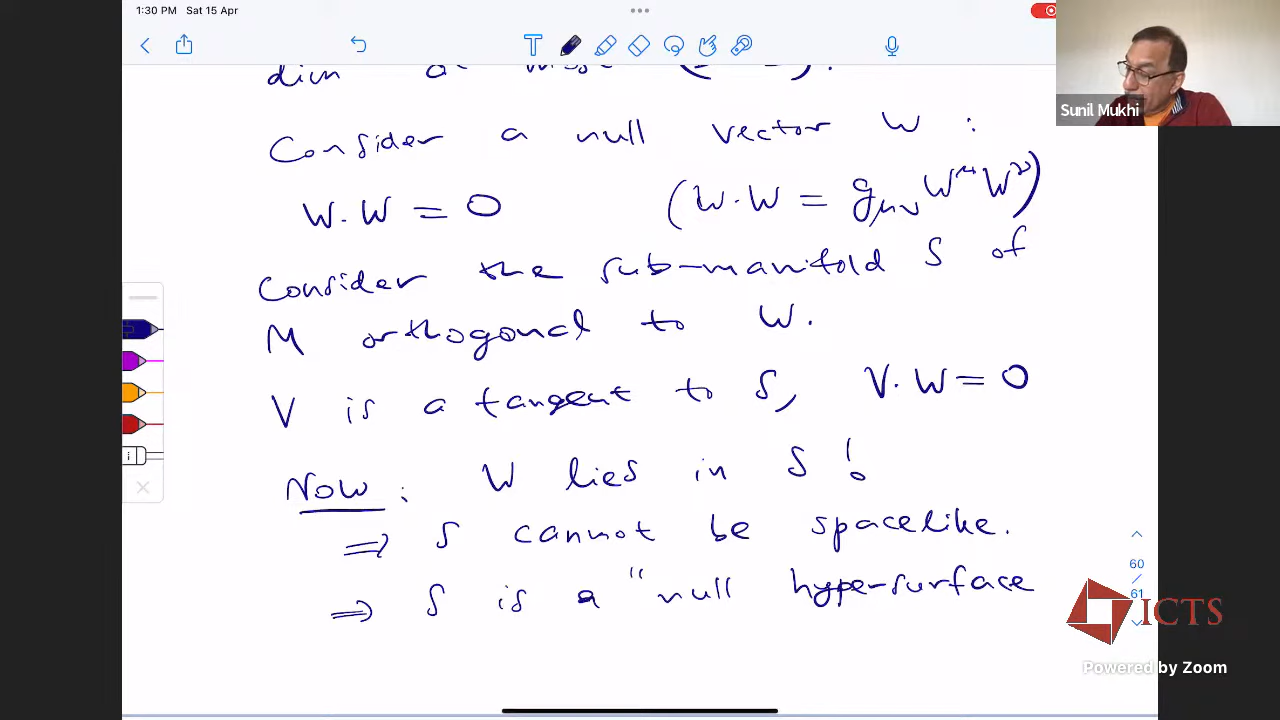 1:30 PM Sat 15 Apr
Sunil Mukhi
Consider a null vector W :
W.W = 0 (W.W = gμν W^μ W^ν)
Consider the sub-manifold S of
M orthogonal to W.
V is a tangent to S, V.W = 0
Now : W lies in S !
⇒ S cannot be spacelike.
⇒ S is a "null hyper-surface
60
/
61
ICTS
Powered by Zoom